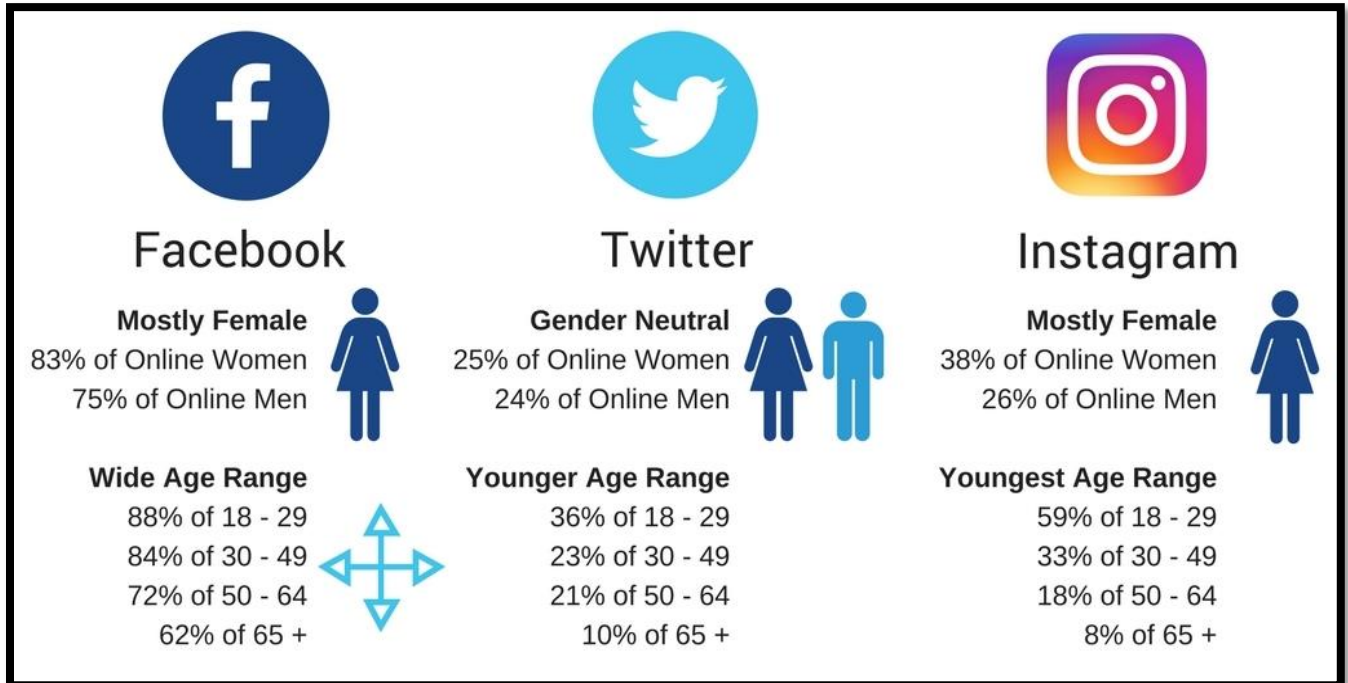 Facebook
Mostly Female
83% of Online Women
75% of Online Men
Wide Age Range
88% of 18 - 29
84% of 30 - 49
72% of 50 - 64
62% of 65 +
Twitter
Gender Neutral
25% of Online Women
24% of Online Men
Younger Age Range
36% of 18 - 29
23% of 30 - 49
21% of 50 - 64
10% of 65 +
Instagram
Mostly Female
38% of Online Women
26% of Online Men
Youngest Age Range
59% of 18 - 29
33% of 30 - 49
18% of 50 - 64
8% of 65 +